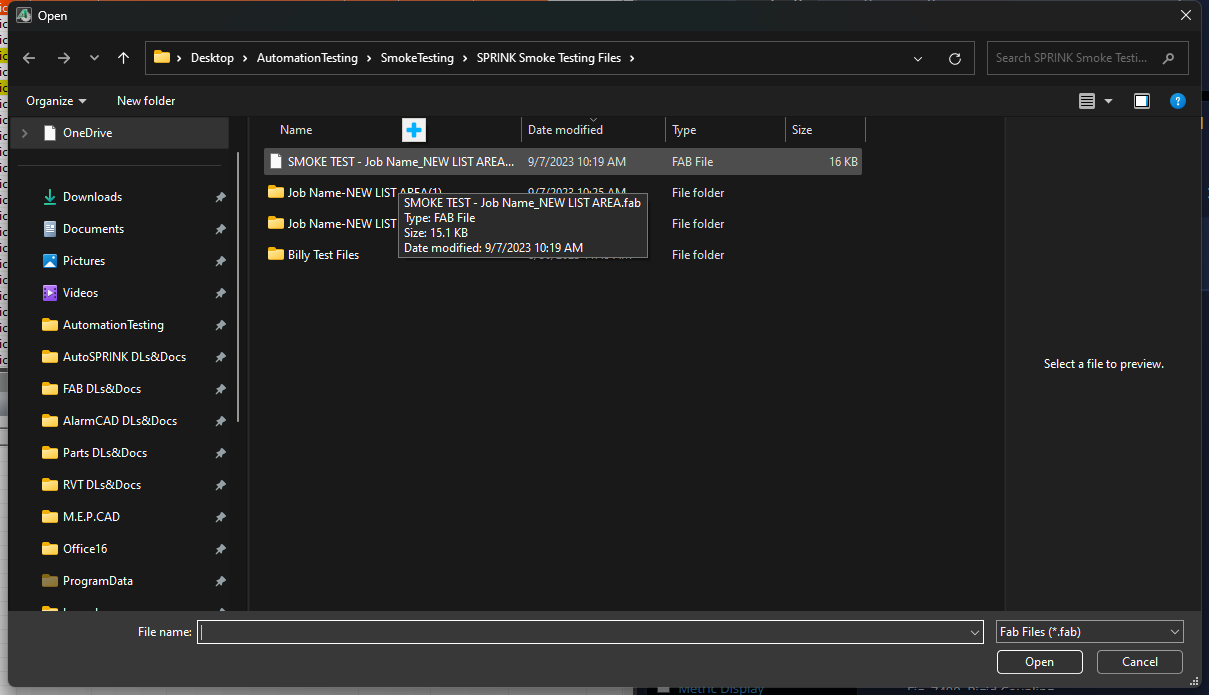 Open
Desktop > AutomationTesting > SmokeTesting > SPRINK Smoke Testing Files >
Search SPRINK Smoke Testi...
Organize
New folder
OneDrive
Downloads
Documents
Pictures
Videos
AutomationTesting
AutoSPRINK DLs&Docs
FAB DLs&Docs
AlarmCAD DLs&Docs
Parts DLs&Docs
RVT DLs&Docs
M.E.P.CAD
Office16
ProgramData
Name Date modified Type Size
SMOKE TEST - Job Name_NEW LIST AREA... 9/7/2023 10:19 AM FAB File 16 KB
Job Name-NEW LIST AREA(1) 9/7/2023 10:25 AM File folder
Job Name-NEW LIST File folder
Billy Test Files File folder
SMOKE TEST - Job Name_NEW LIST AREA.fab
Type: FAB File
Size: 15.1 KB
Date modified: 9/7/2023 10:19 AM
Select a file to preview.
File name:
Fab Files (*.fab)
Open
Cancel
Metric Display